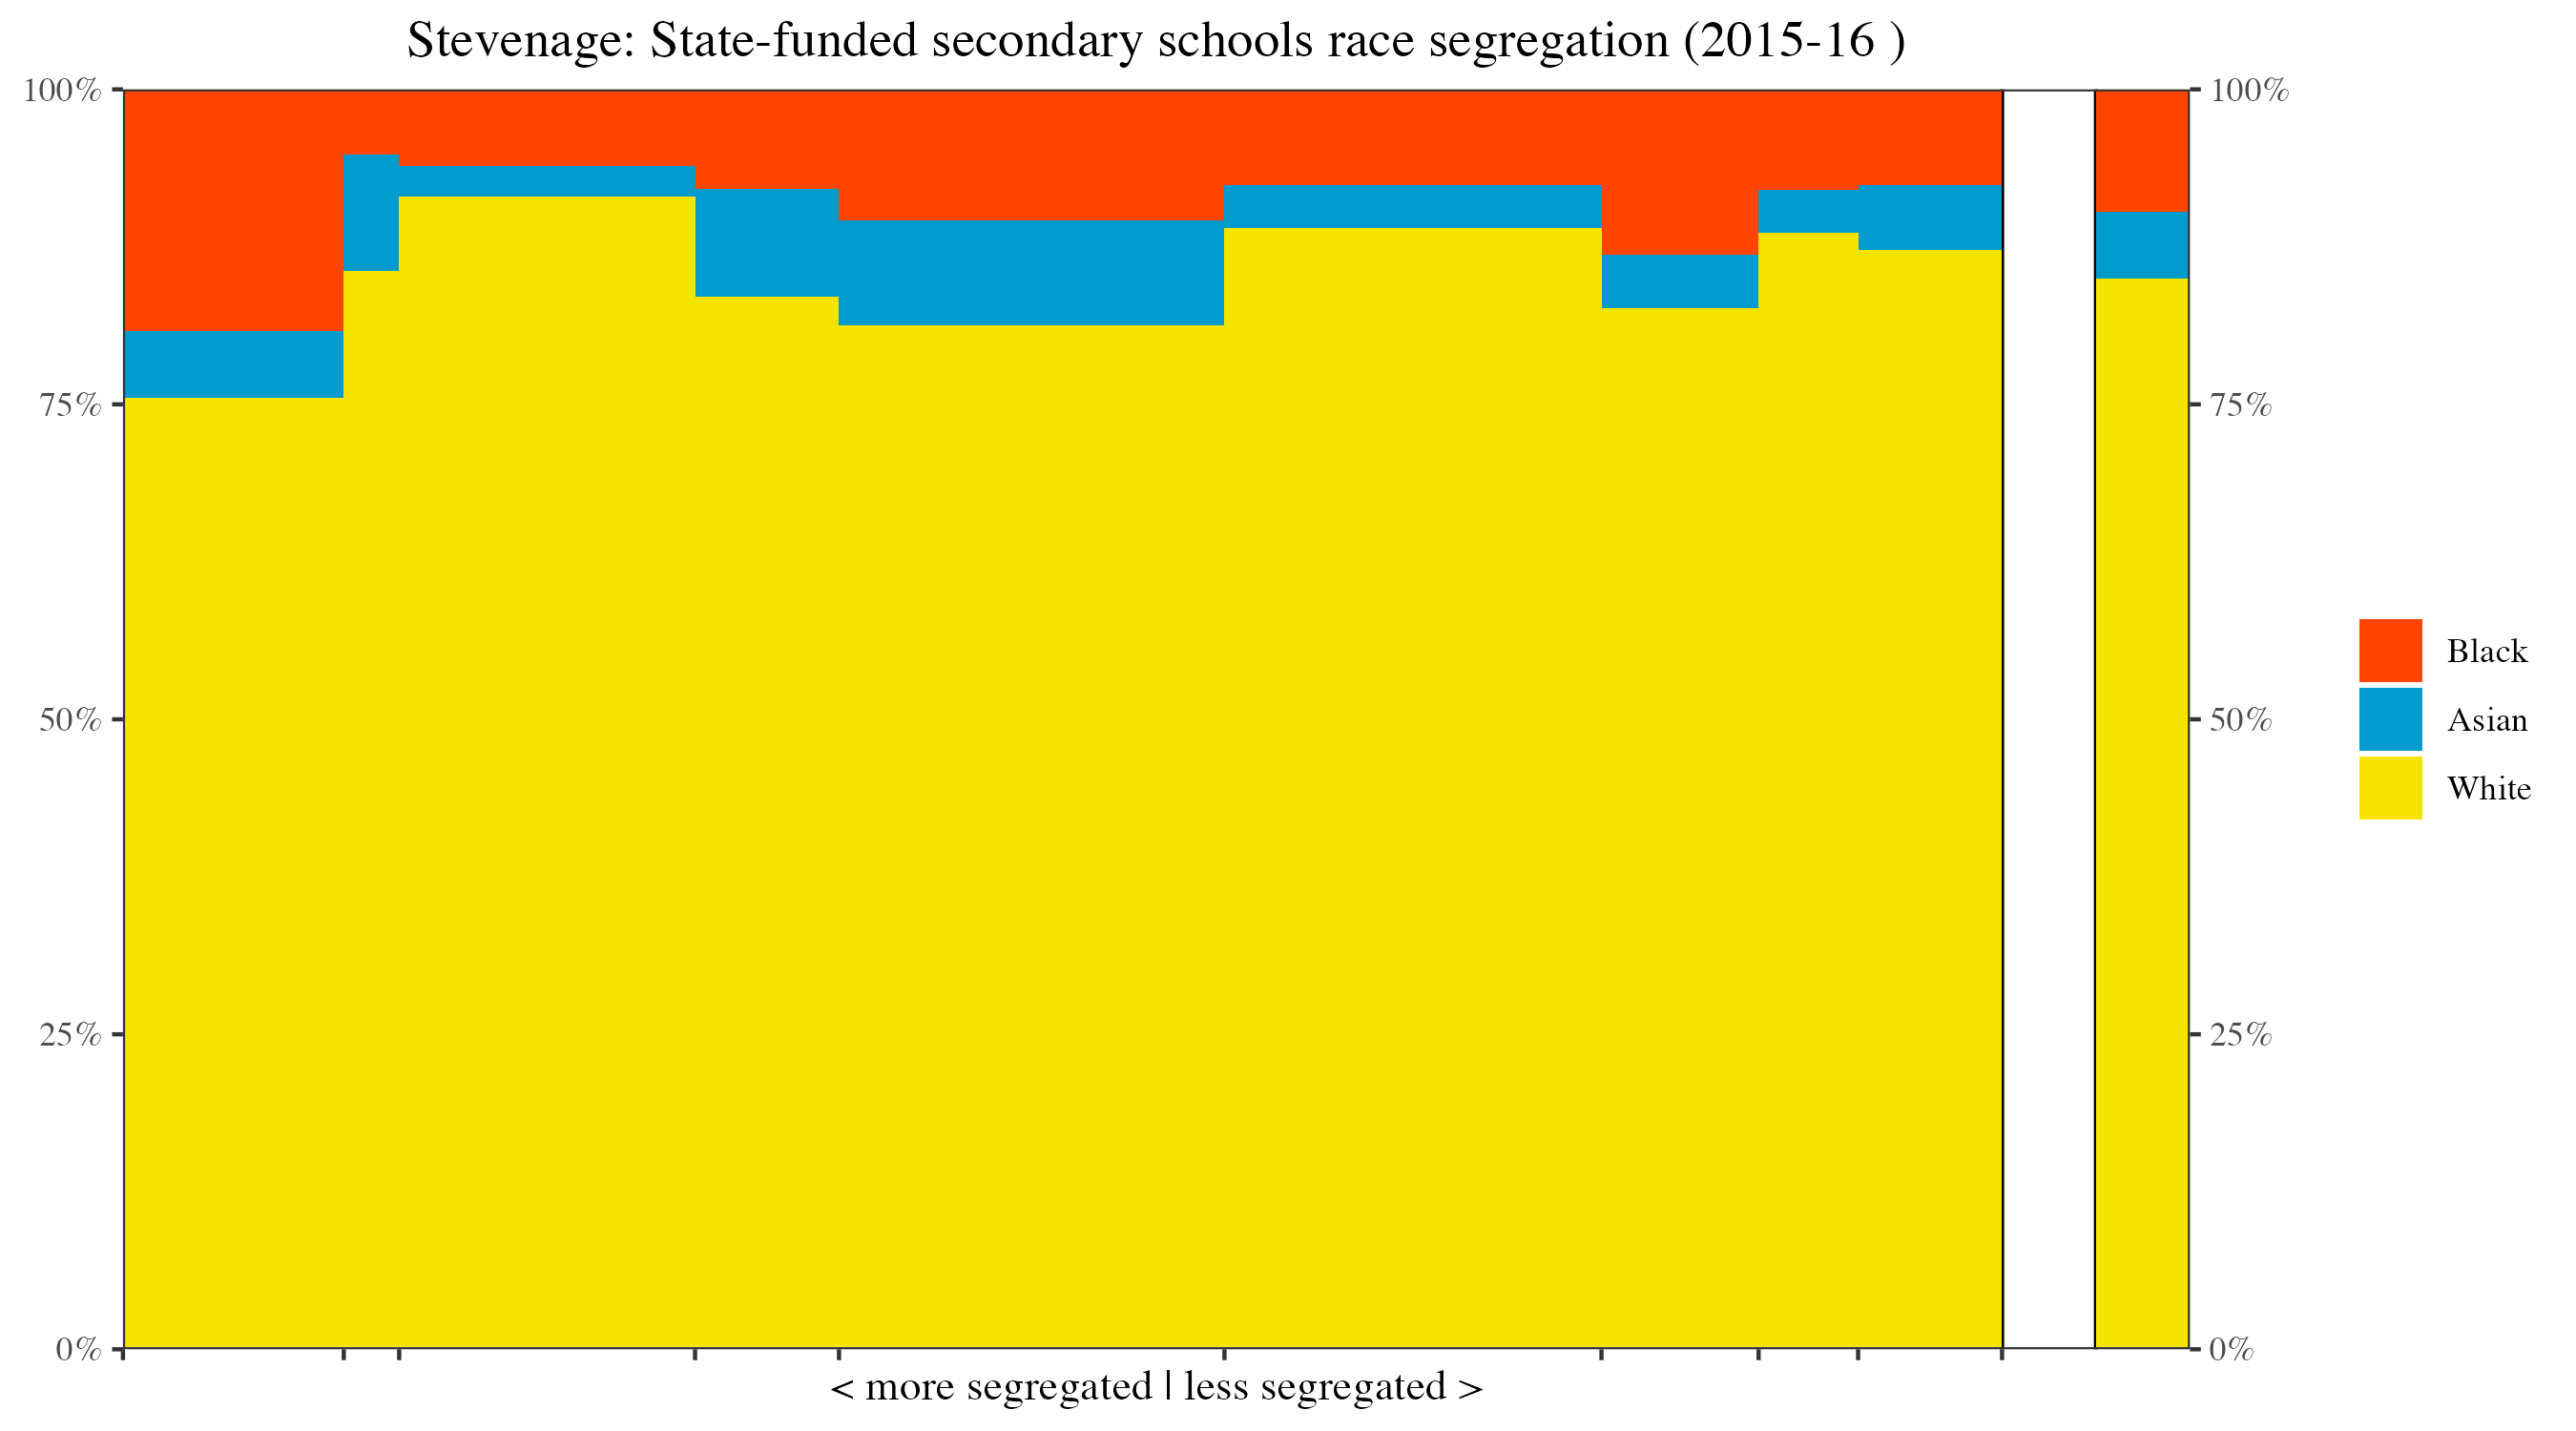 Stevenage: State-funded secondary schools race segregation (2015-16 )
100%
75%
50%
25%
0%
100%
75%
50%
25%
0%
Black
Asian
White
< more segregated | less segregated >